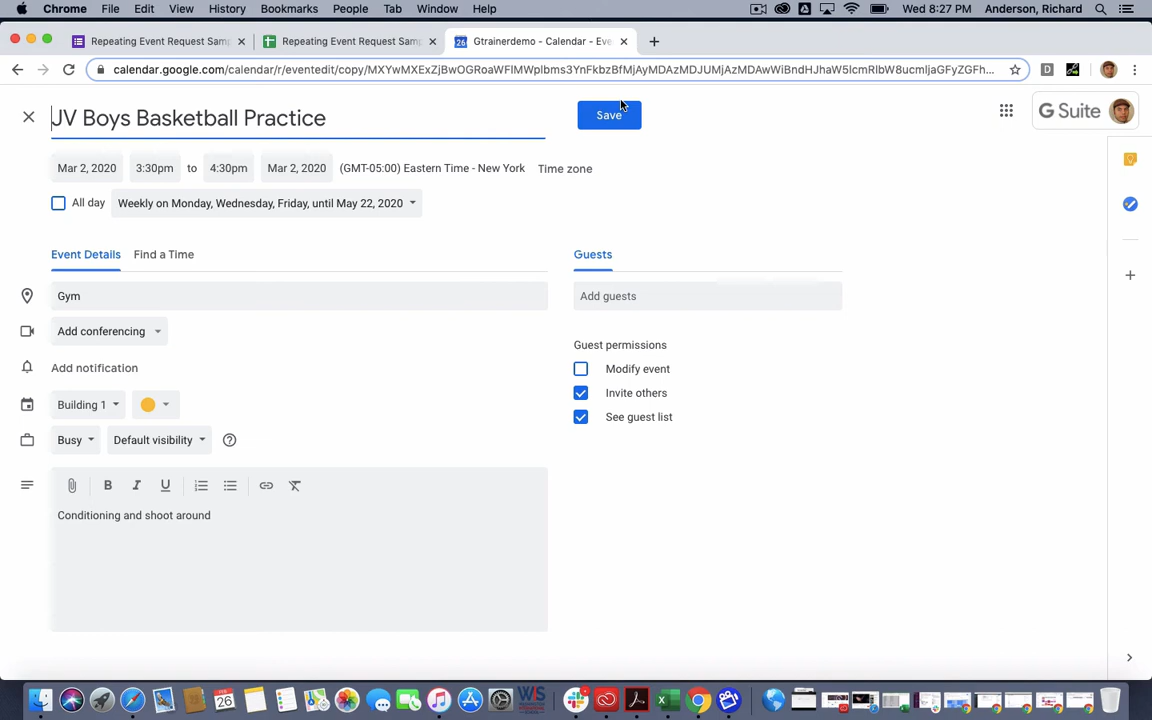 Chrome File Edit View History Bookmarks People Tab Window Help Wed 8:27 PM Anderson, Richard
Repeating Event Request Samp Repeating Event Request Samp 26 Gtrainerdemo - Calendar - Eve
D
JV Boys Basketball Practice Save G Suite
Mar 2, 2020 3:30pm to 4:30pm Mar 2, 2020 (GMT-05:00) Eastern Time - New York Time zone
All day Weekly on Monday, Wednesday, Friday, until May 22, 2020
Event Details Find a Time Guests
Gym Add guests
Add conferencing
Guest permissions
Add notification Modify event
Invite others
Building 1
See guest list
Busy Default visibility ?
B I U
Conditioning and shoot around
FEB
26